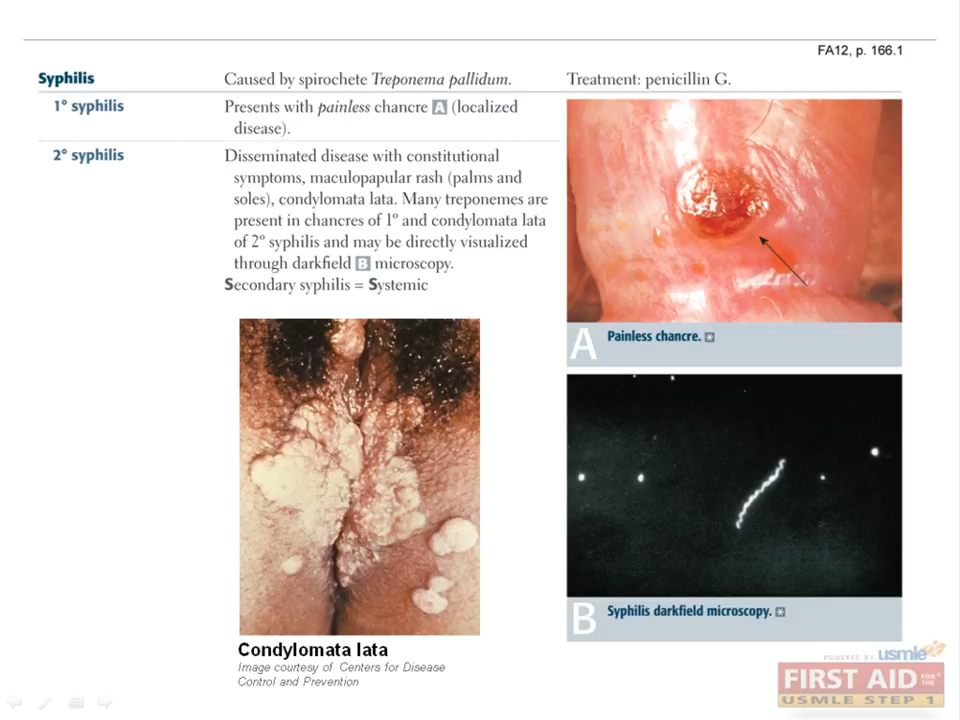 FA12, p. 166.1
Syphilis
Caused by spirochete Treponema pallidum.
Treatment: penicillin G.
1° syphilis
Presents with painless chancre A (localized
disease).
2° syphilis
Disseminated disease with constitutional
symptoms, maculopapular rash (palms and
soles), condylomata lata. Many treponemes are
present in chancres of 1° and condylomata lata
of 2° syphilis and may be directly visualized
through darkfield B microscopy.
Secondary syphilis = Systemic
A Painless chancre.
B Syphilis darkfield microscopy.
Condylomata lata
Image courtesy of Centers for Disease
Control and Prevention
POWERED BY usmle
FIRST AID FOR THE
USMLE STEP 1